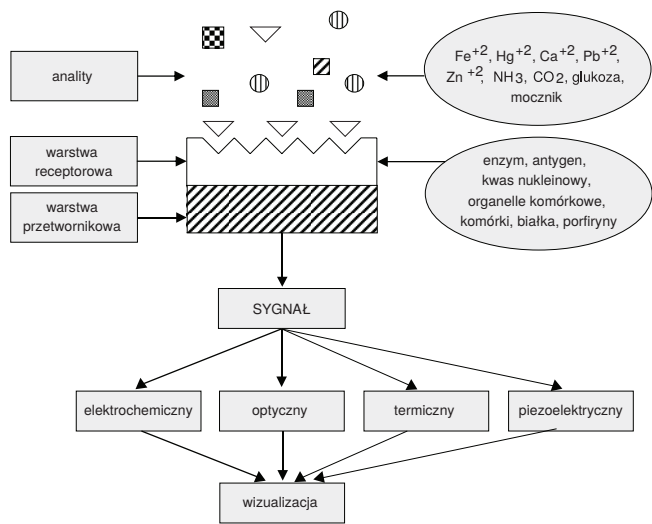 anality
Fe+2, Hg+2, Ca+2, Pb+2,
Zn +2, NH3, CO2, glukoza,
mocznik
warstwa
receptorowa
enzym, antygen,
kwas nukleinowy,
organelle komórkowe,
komórki, białka, porfiryny
warstwa
przetwornikowa
SYGNAŁ
elektrochemiczny
optyczny
termiczny
piezoelektryczny
wizualizacja